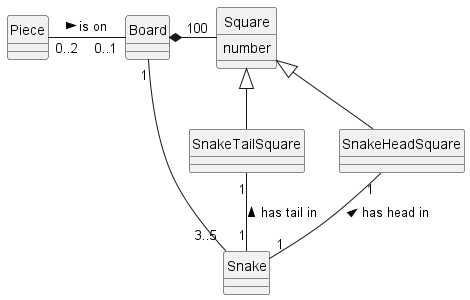 Piece
0..2
is on
0..1
Board
100
Square
number
1
SnakeTailSquare
SnakeHeadSquare
1
1
has tail in
has head in
3..5
1
1
Snake